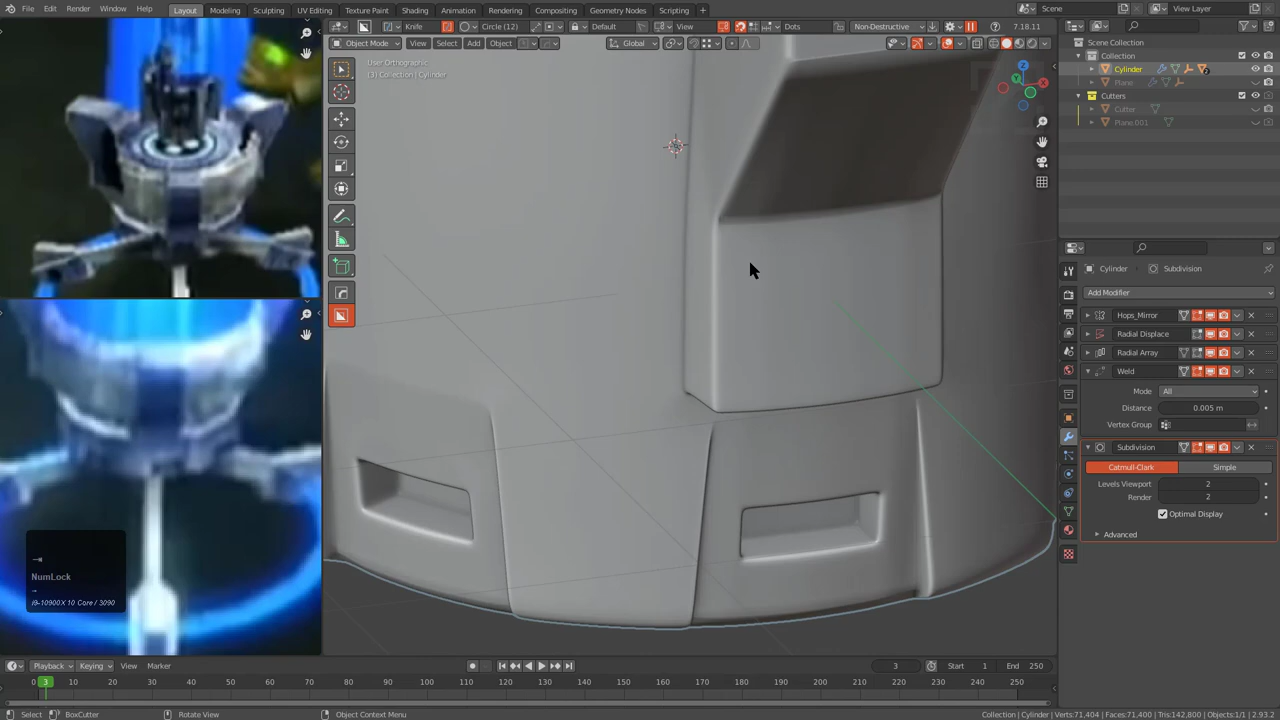 File Edit Render Window Help Layout Modeling Sculpting UV Editing Texture Paint Shading Animation Rendering Compositing Geometry Nodes Scripting + Scene View Layer
Knife Circle (12) Default View Dots Non-Destructive 7.18.11
Object Mode View Select Add Object Global
Scene Collection
User Orthographic
(3) Collection | Cylinder
Collection
Cylinder
Plane
Cutters
Cutter
Plane.001
Cylinder Subdivision
Add Modifier
Hops_Mirror
Radial Displace
Radial Array
Weld
Mode All
Distance 0.005 m
Vertex Group
Subdivision
Catmull-Clark Simple
Levels Viewport 2
Render 2
Optimal Display
Advanced
NumLock
i9-10900X 10 Core / 3090
Playback Keying View Marker 3 Start 1 End 250
0 3 10 20 30 40 50 60 70 80 90 100 110 120 130 140 150 160 170 180 190 200 210 220 230 240 250
Select BoxCutter Rotate View Object Context Menu Collection | Cylinder | Verts:71,404 | Faces:71,400 | Tris:142,800 | Objects:1/1 | 2.93.2